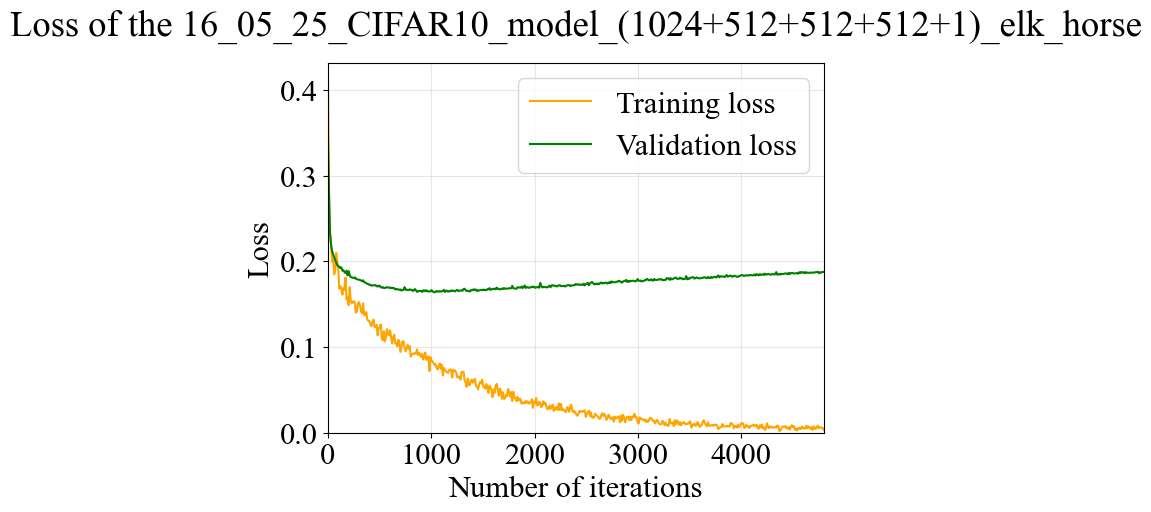 Loss of the 16_05_25_CIFAR10_model_(1024+512+512+512+1)_elk_horse
Training loss
Validation loss
Loss
0.4
0.3
0.2
0.1
0.0
0 1000 2000 3000 4000
Number of iterations